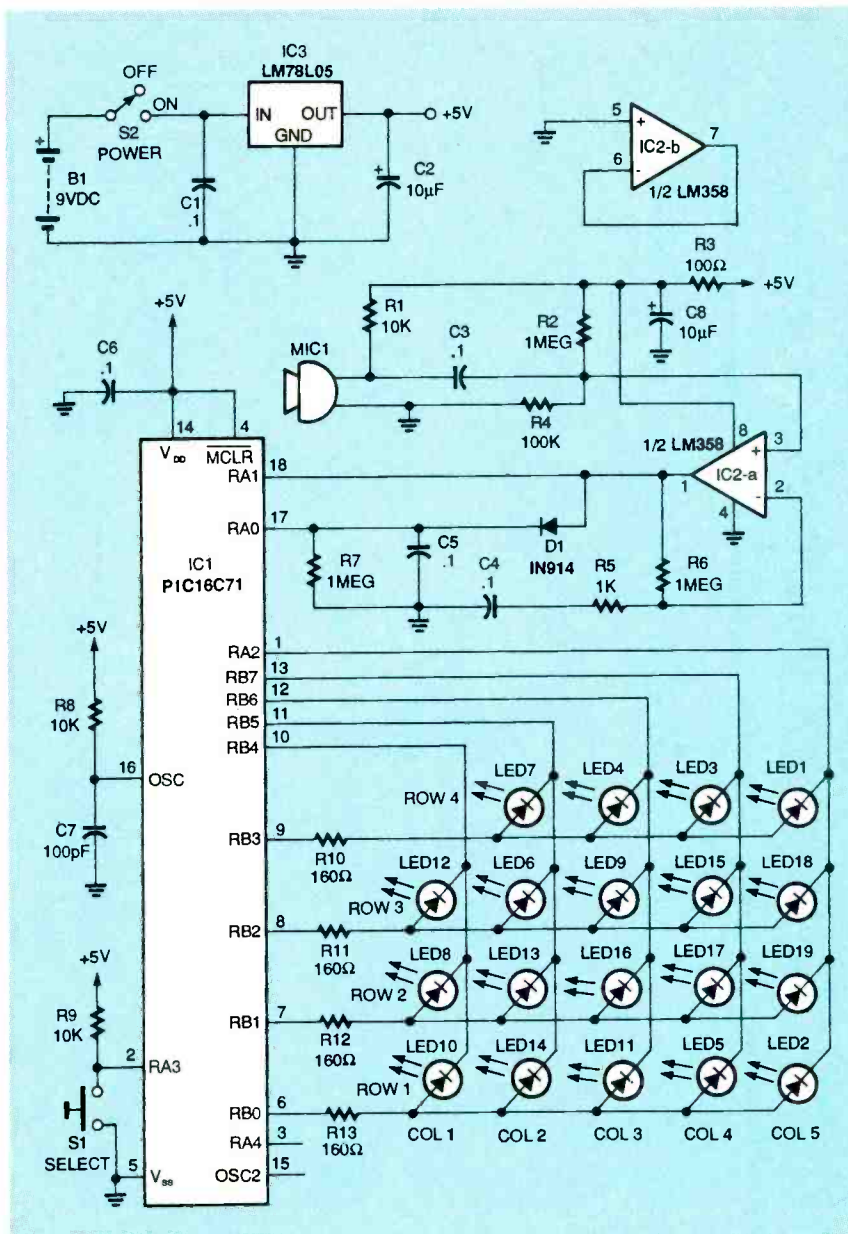 IC3
LM78L05
OFF
ON
S2
POWER
IN
OUT
GND
+5V
+
B1
9VDC
C1
.1
+
C2
10µF
5
+
IC2-b
7
6
-
1/2 LM358
R3
100Ω
+5V
+5V
R1
10K
C3
.1
R2
1MEG
+
C8
10µF
MIC1
C6
.1
R4
100K
14
4
8
3
1/2 LM358
+
VDD
MCLR
IC2-a
2
RA1
18
1
-
4
RA0
17
D1
IN914
IC1
PIC16C71
R7
1MEG
C5
.1
C4
.1
R5
1K
R6
1MEG
+5V
RA2
1
RB7
13
RB6
12
RB5
11
RB4
10
R8
10K
16
OSC
C7
100pF
LED7
LED4
LED3
LED1
ROW 4
RB3
9
R10
160Ω
LED12
LED6
LED9
LED15
LED18
ROW 3
RB2
8
R11
160Ω
LED8
LED13
LED16
LED17
LED19
ROW 2
+5V
R9
10K
RB1
7
R12
160Ω
2
RA3
LED10
LED14
LED11
LED5
LED2
ROW 1
RB0
6
R13
160Ω
COL 1
COL 2
COL 3
COL 4
COL 5
S1
SELECT
RA4
3
5
Vss
OSC2
15